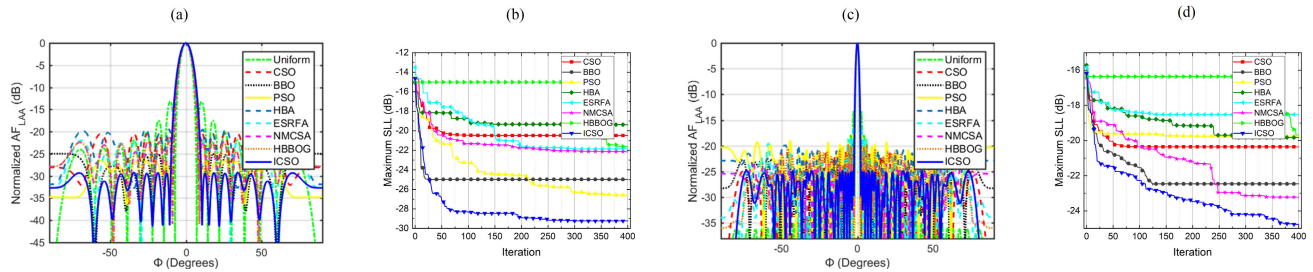 (a)
(b)
(c)
(d)
Normalized AF_LAA (dB)
0
-5
-10
-15
-20
-25
-30
-35
-40
-45
-50
0
50
Φ (Degrees)
Uniform
CSO
BBO
PSO
HBA
ESRFA
NMCSA
HBBOG
ICSO
Maximum SLL (dB)
-12
-14
-16
-18
-20
-22
-24
-26
-28
-30
0 50 100 150 200 250 300 350 400
Iteration
CSO
BBO
PSO
HBA
ESRFA
NMCSA
HBBOG
ICSO
Normalized AF_LAA (dB)
0
-5
-10
-15
-20
-25
-30
-35
-50
0
50
Φ (Degrees)
Uniform
CSO
BBO
PSO
HBA
ESRFA
NMCSA
HBBOG
ICSO
Maximum SLL (dB)
-16
-18
-20
-22
-24
0 50 100 150 200 250 300 350 400
Iteration
CSO
BBO
PSO
HBA
ESRFA
NMCSA
HBBOG
ICSO